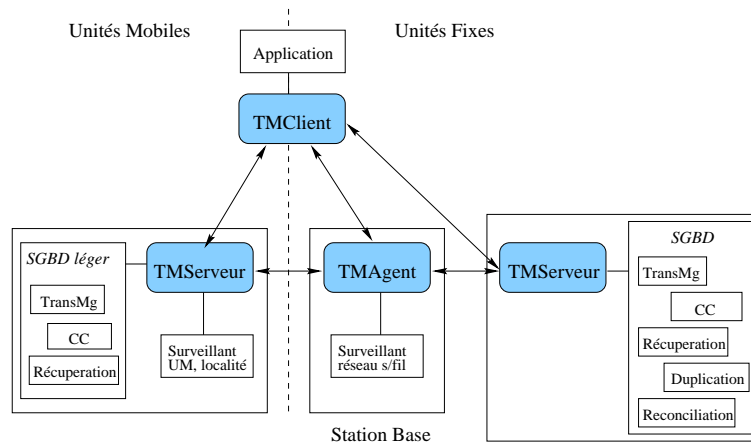 Unités Mobiles
Unités Fixes
Application
TMClient
SGBD léger
TransMg
CC
Récuperation
TMServeur
Surveillant
UM, localité
TMAgent
Surveillant
réseau s/fil
Station Base
TMServeur
SGBD
TransMg
CC
Récuperation
Duplication
Reconciliation